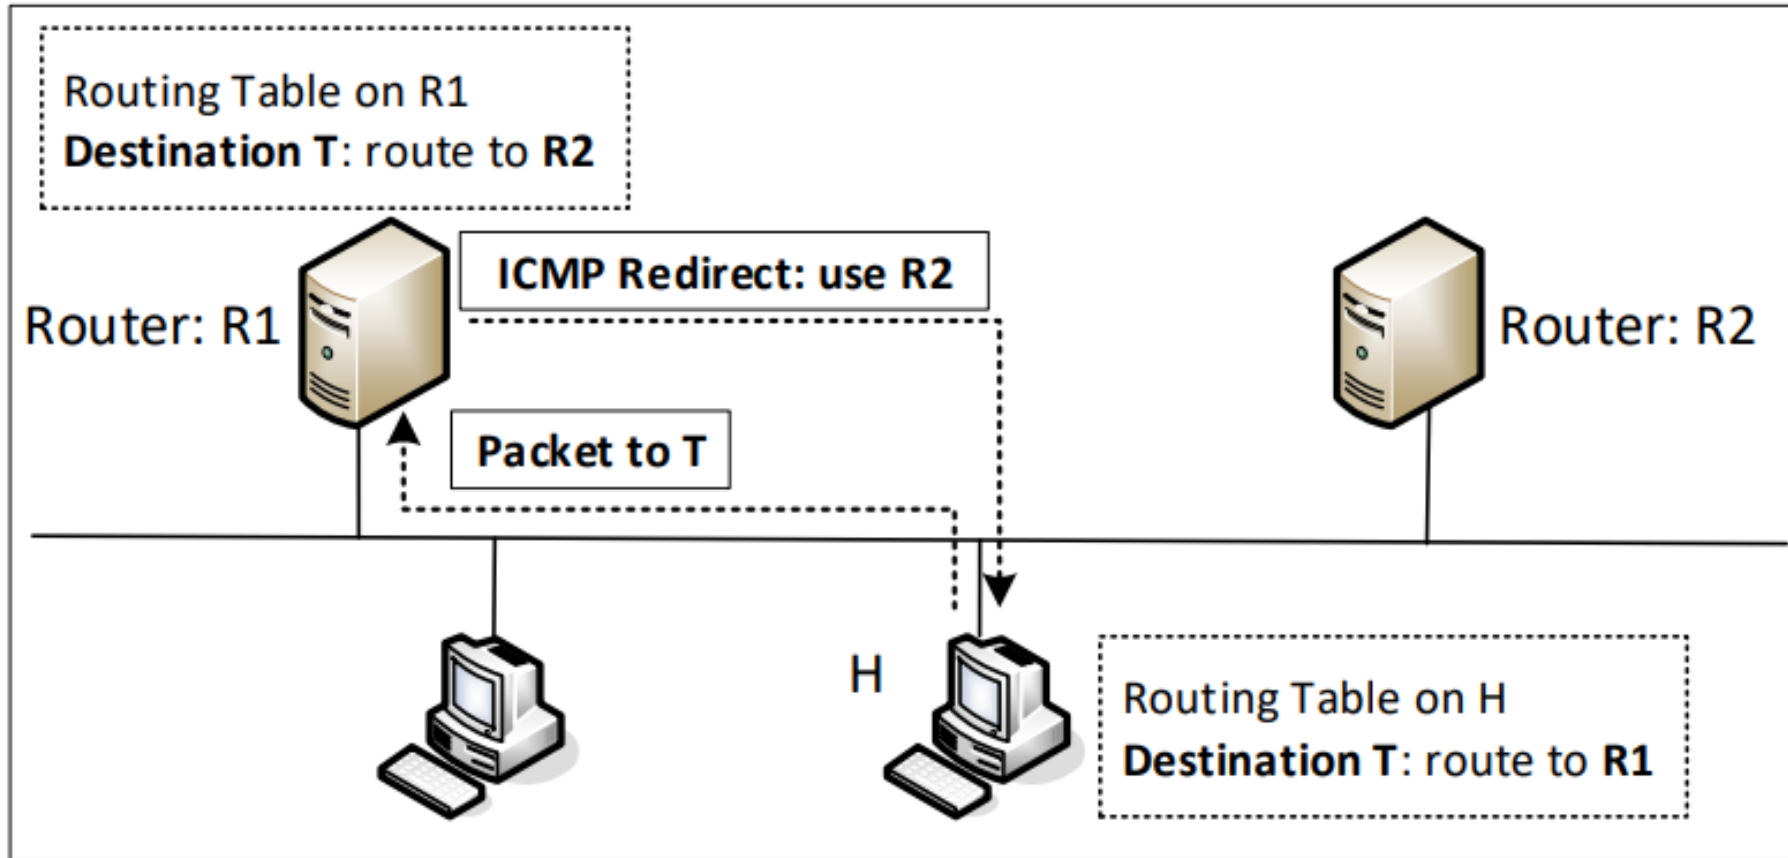 Routing Table on R1
Destination T: route to R2
ICMP Redirect: use R2
Router: R1
Router: R2
Packet to T
H
Routing Table on H
Destination T: route to R1